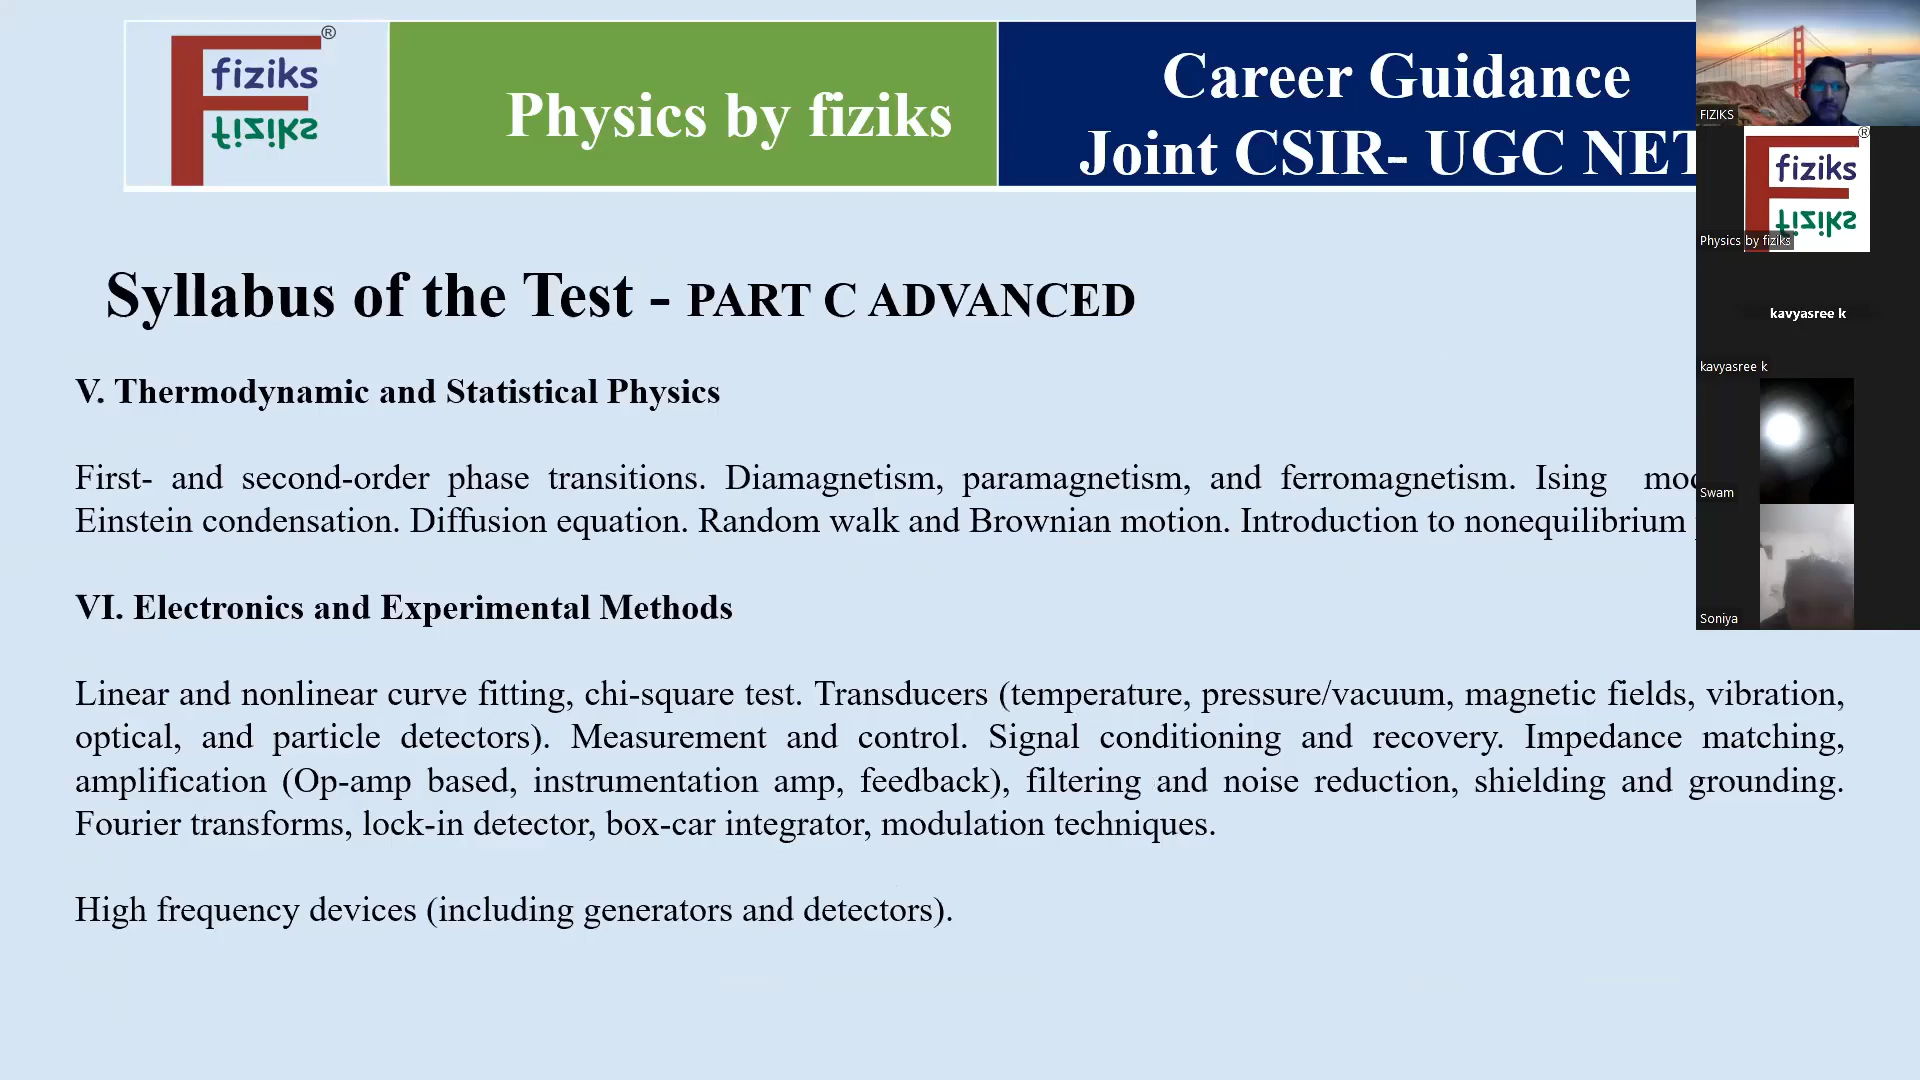 fiziks
®
fiziks
Physics by fiziks
Career Guidance
Joint CSIR- UGC NET
Syllabus of the Test - PART C ADVANCED
V. Thermodynamic and Statistical Physics
First- and second-order phase transitions. Diamagnetism, paramagnetism, and ferromagnetism. Ising
Einstein condensation. Diffusion equation. Random walk and Brownian motion. Introduction to nonequilibrium
VI. Electronics and Experimental Methods
Linear and nonlinear curve fitting, chi-square test. Transducers (temperature, pressure/vacuum, magnetic fields, vibration,
optical, and particle detectors). Measurement and control. Signal conditioning and recovery. Impedance matching,
amplification (Op-amp based, instrumentation amp, feedback), filtering and noise reduction, shielding and grounding.
Fourier transforms, lock-in detector, box-car integrator, modulation techniques.
High frequency devices (including generators and detectors).
FIZIKS
®
fiziks
fiziks
Physics by fiziks
kavyasree k
kavyasree k
Swam
Soniya